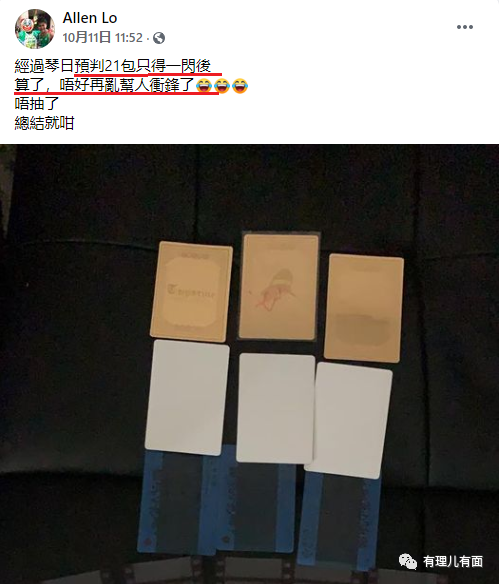 Allen Lo
10月11日 11:52
經過琴日預判21包只得一閃後
算了，唔好再亂幫人衝鋒了😂😂😂
唔抽了
總結就咁
有理儿有面